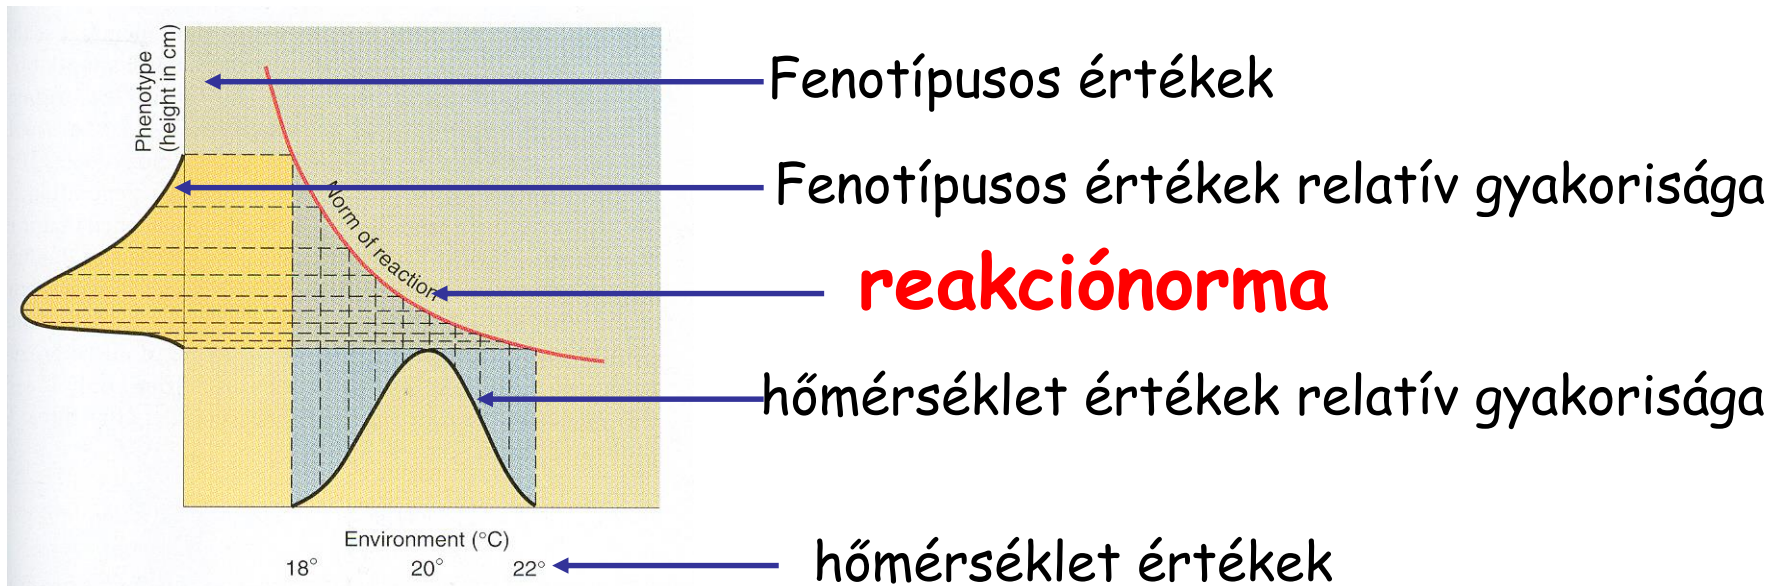 Phenotype
(height in cm)
Fenotípusos értékek
Fenotípusos értékek relatív gyakorisága
Norm of reaction
reakciónorma
hőmérséklet értékek relatív gyakorisága
Environment (°C)
18° 20° 22°
hőmérséklet értékek